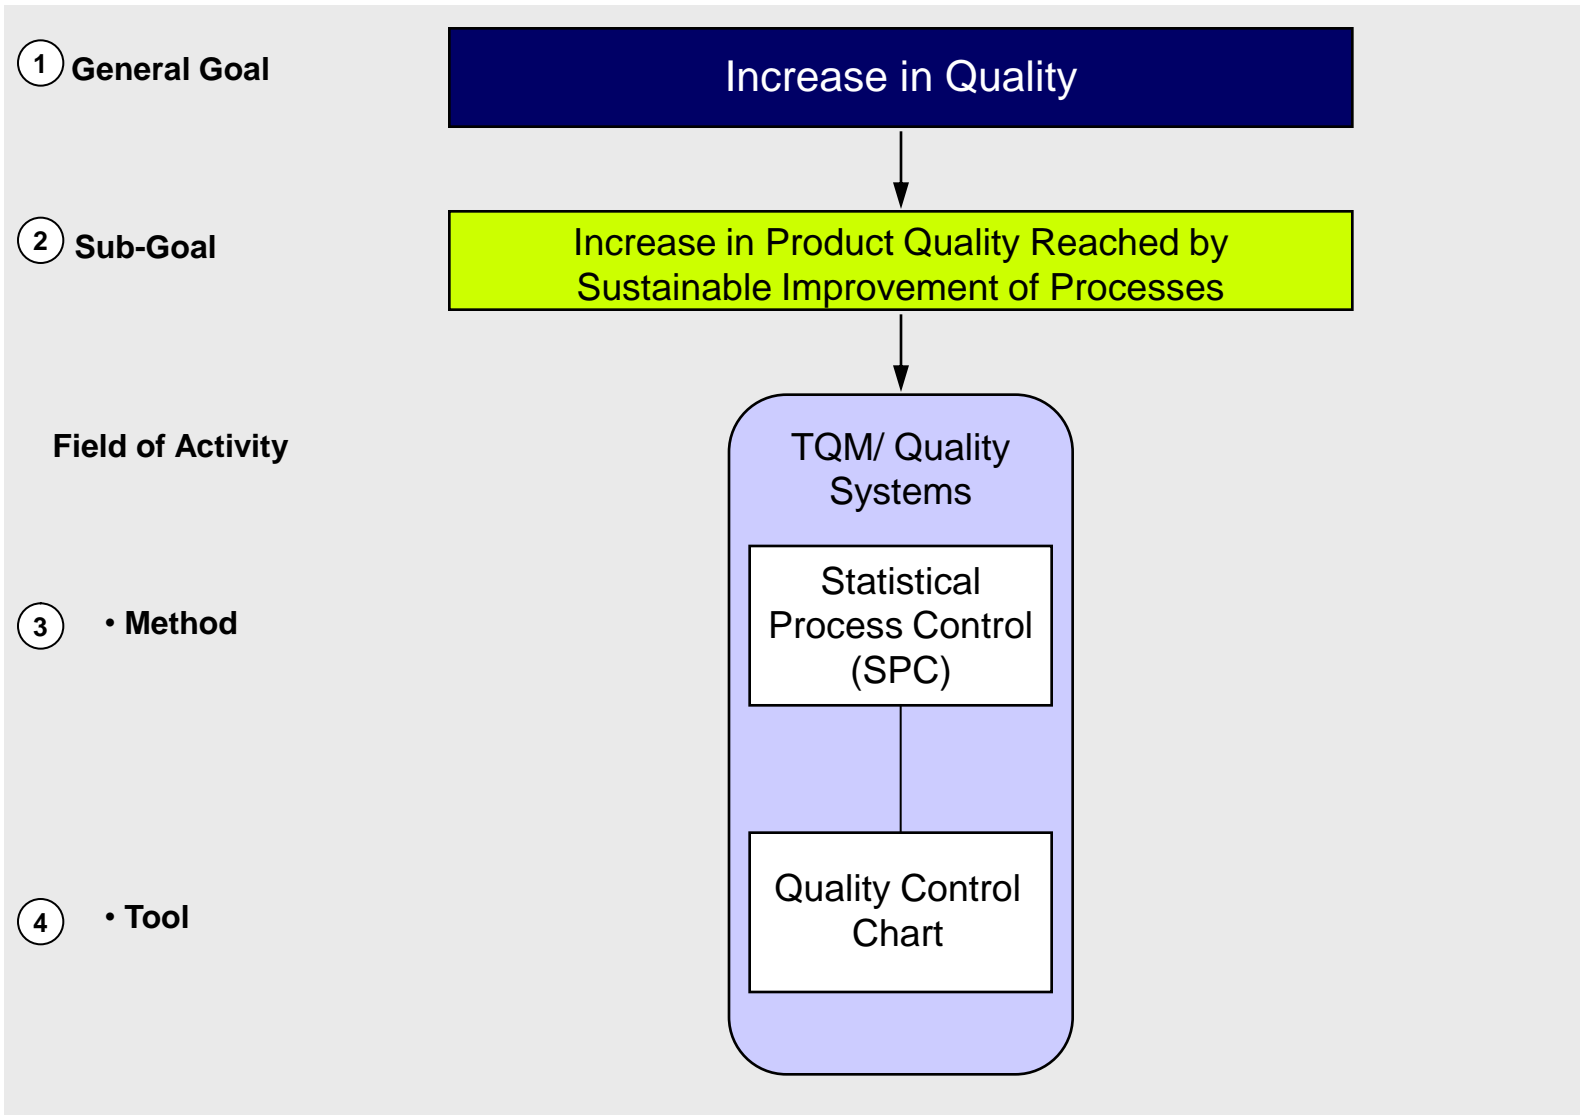 1 General Goal
Increase in Quality
2 Sub-Goal
Increase in Product Quality Reached by
Sustainable Improvement of Processes
Field of Activity
TQM/ Quality
Systems
3 • Method
Statistical
Process Control
(SPC)
4 • Tool
Quality Control
Chart